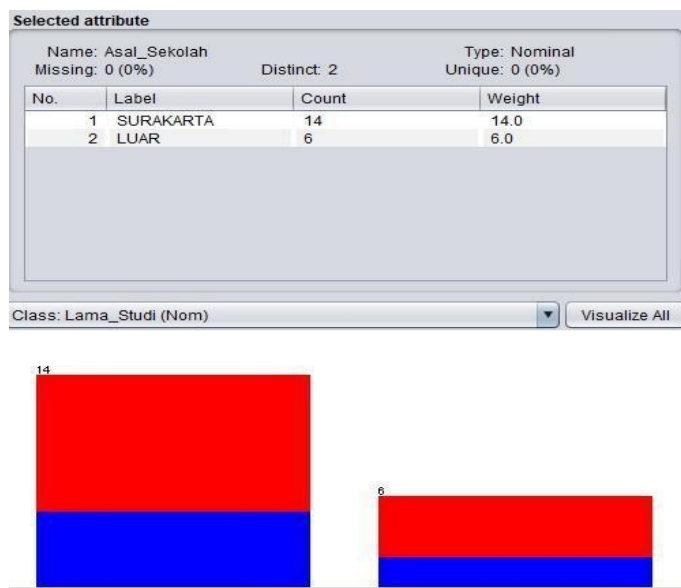 Selected attribute
Name: Asal_Sekolah Type: Nominal
Missing: 0 (0%) Distinct: 2 Unique: 0 (0%)
No. Label Count Weight
1 SURAKARTA 14 14.0
2 LUAR 6 6.0
Class: Lama_Studi (Nom) Visualize All
14
6